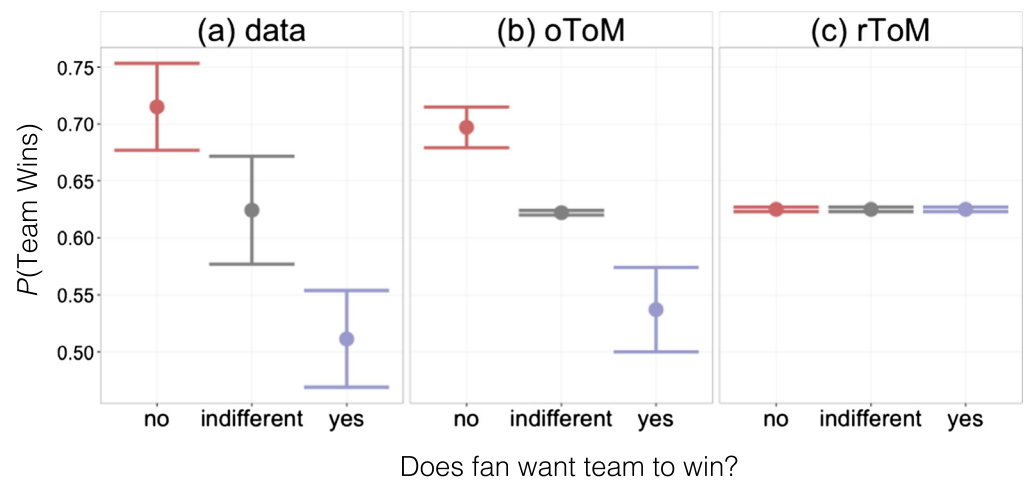 (a) data
(b) oToM
(c) rToM
P(Team Wins)
0.75
0.70
0.65
0.60
0.55
0.50
no indifferent yes
no indifferent yes
no indifferent yes
Does fan want team to win?